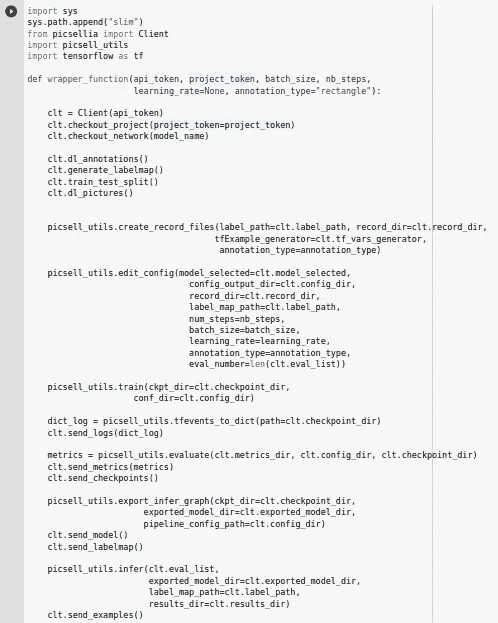 import sys
sys.path.append("slim")
from picsellia import Client
import picsell_utils
import tensorflow as tf
def wrapper_function(api_token, project_token, batch_size, nb_steps,
learning_rate=None, annotation_type="rectangle"):
clt = Client(api_token)
clt.checkout_project(project_token=project_token)
clt.checkout_network(model_name)
clt.dl_annotations()
clt.generate_labelmap()
clt.train_test_split()
clt.dl_pictures()
picsell_utils.create_record_files(label_path=clt.label_path, record_dir=clt.record_dir,
tfExample_generator=clt.tf_vars_generator,
annotation_type=annotation_type)
picsell_utils.edit_config(model_selected=clt.model_selected,
config_output_dir=clt.config_dir,
record_dir=clt.record_dir,
label_map_path=clt.label_path,
num_steps=nb_steps,
batch_size=batch_size,
learning_rate=learning_rate,
annotation_type=annotation_type,
eval_number=len(clt.eval_list))
picsell_utils.train(ckpt_dir=clt.checkpoint_dir,
conf_dir=clt.config_dir)
dict_log = picsell_utils.tfevents_to_dict(path=clt.checkpoint_dir)
clt.send_logs(dict_log)
metrics = picsell_utils.evaluate(clt.metrics_dir, clt.config_dir, clt.checkpoint_dir)
clt.send_metrics(metrics)
clt.send_checkpoints()
picsell_utils.export_infer_graph(ckpt_dir=clt.checkpoint_dir,
exported_model_dir=clt.exported_model_dir,
pipeline_config_path=clt.config_dir)
clt.send_model()
clt.send_labelmap()
picsell_utils.infer(clt.eval_list,
exported_model_dir=clt.exported_model_dir,
label_map_path=clt.label_path,
results_dir=clt.results_dir)
clt.send_examples()